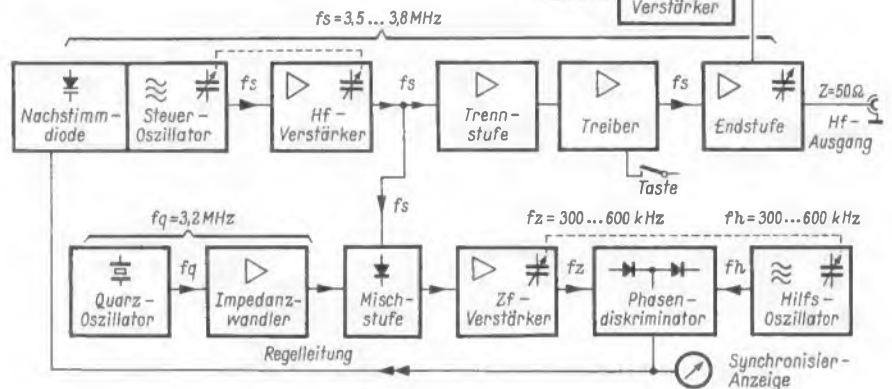 Verstärker
fs = 3,5 ... 3,8 MHz
Nachstimm-
diode
Steuer-
Oszillator
fs
Hf-
Verstärker
fs
Trenn-
stufe
Treiber
fs
Endstufe
Z=50Ω
Hf-
Ausgang
Taste
fs
fq = 3,2 MHz
fz = 300 ... 600 kHz
fh = 300 ... 600 kHz
Quarz-
Oszillator
fq
Impedanz-
wandler
Misch-
stufe
Zf-
Verstärker
fz
Phasen-
diskriminator
fh
Hilfs-
Oszillator
Regelleitung
Synchronisier-
Anzeige